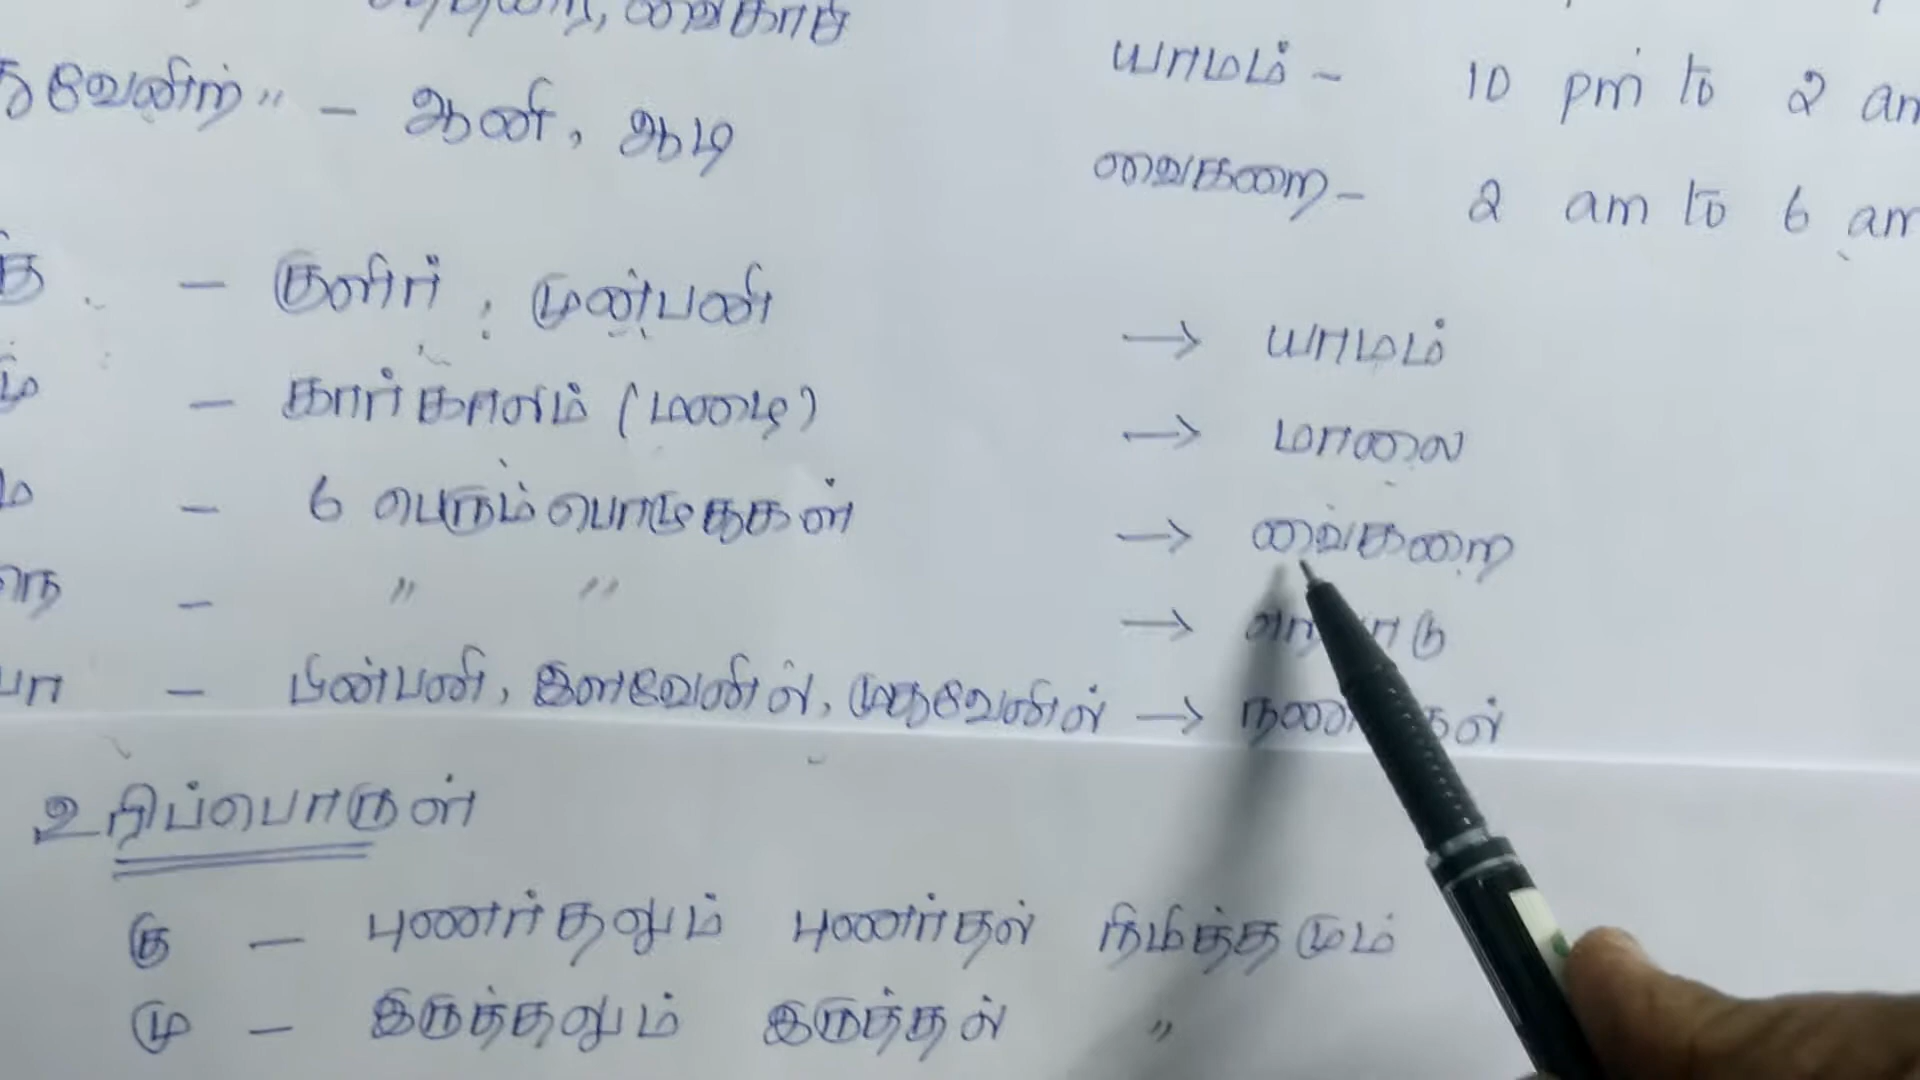 வைகாசி
யாமம் - 10 pm to 2 am
துவேனிற் " - ஆனி, ஆடி
வைகறை - 2 am to 6 am
- குளிர், முன்பனி → யாமம்
மு - கார்காலம் (மழை) → மாலை
ம - 6 பெரும்பொழுதுகள் → வைகறை
நெ - " " →
பா - பின்பனி, இளவேனில், முதுவேனில் → நண்
உரிப்பொருள்
கு - புணர்தலும் புணர்தல் நிமித்தமும்
மு - இருத்தலும் இருத்தல் "